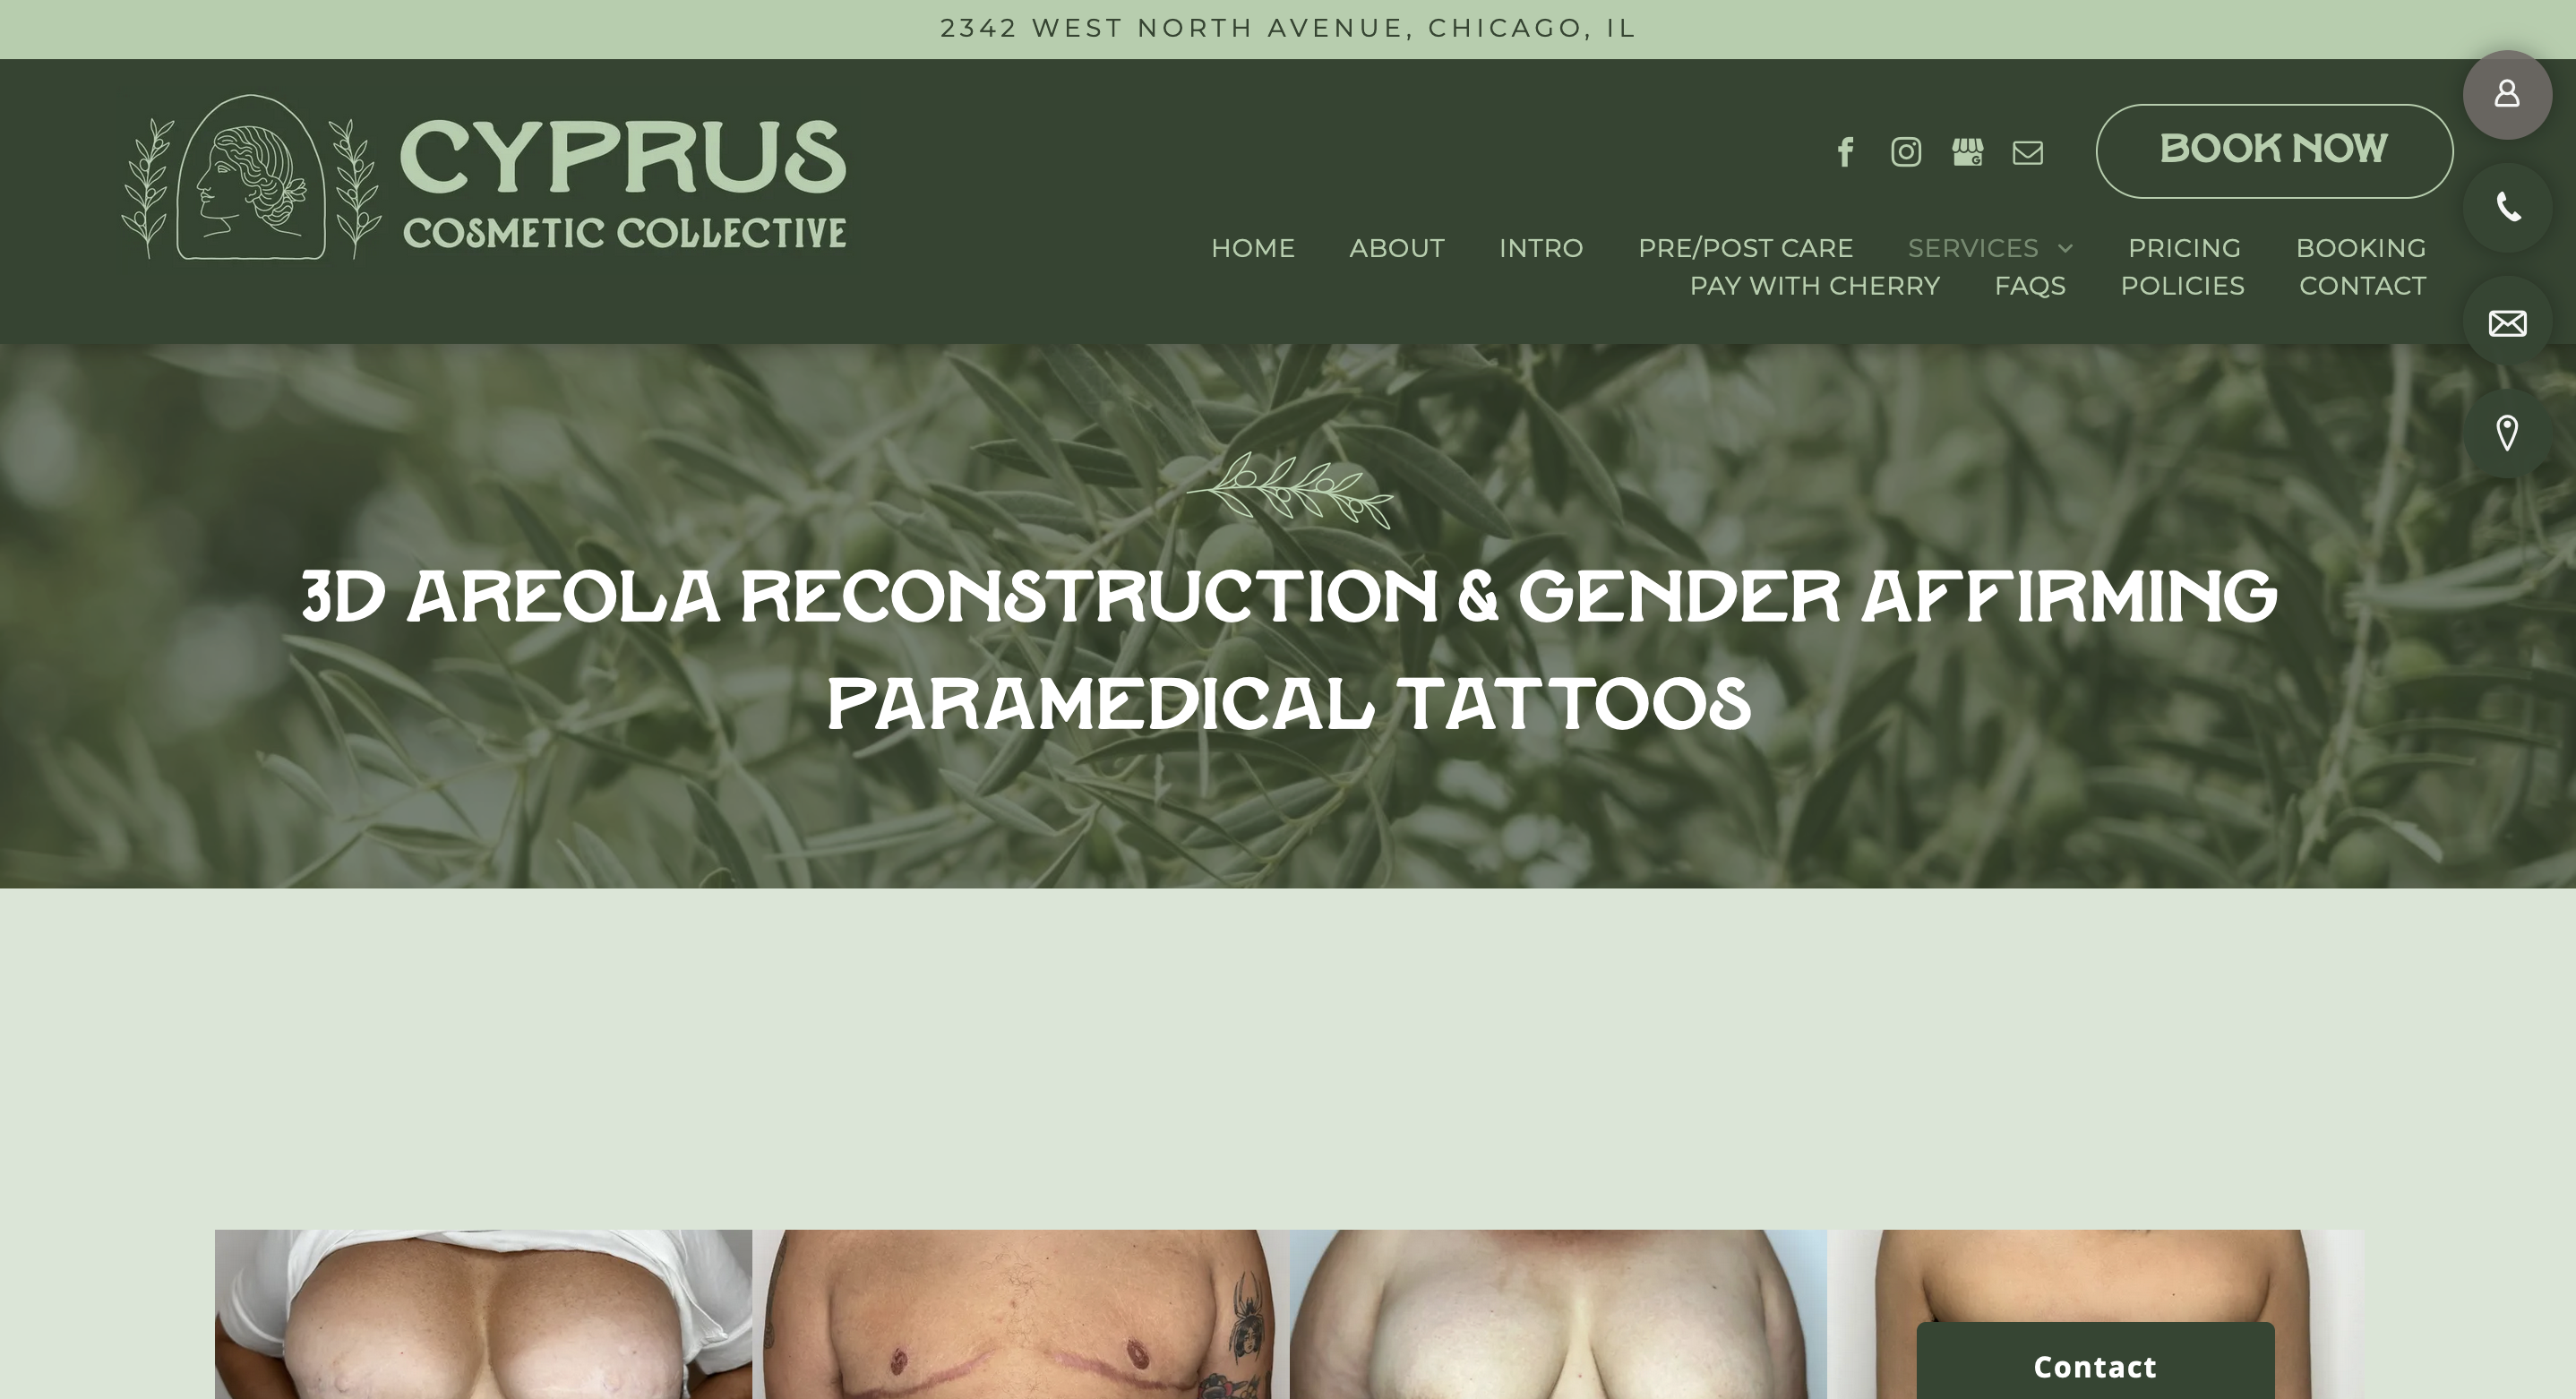 2342 WEST NORTH AVENUE, CHICAGO, IL
CYPRUS
COSMETIC COLLECTIVE
BOOK NOW
HOME ABOUT INTRO PRE/POST CARE SERVICES PRICING BOOKING
PAY WITH CHERRY FAQS POLICIES CONTACT
3D AREOLA RECONSTRUCTION & GENDER AFFIRMING
PARAMEDICAL TATTOOS
Contact